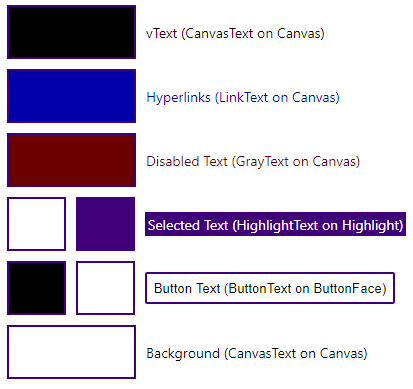 vText (CanvasText on Canvas)
Hyperlinks (LinkText on Canvas)
Disabled Text (GrayText on Canvas)
Selected Text (HighlightText on Highlight)
Button Text (ButtonText on ButtonFace)
Background (CanvasText on Canvas)